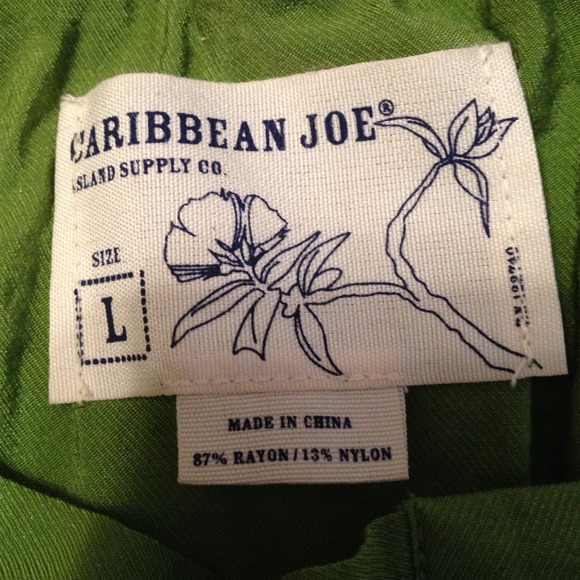 CARIBBEAN JOE®
ISLAND SUPPLY CO.
SIZE
L
MADE IN CHINA
87% RAYON / 13% NYLON